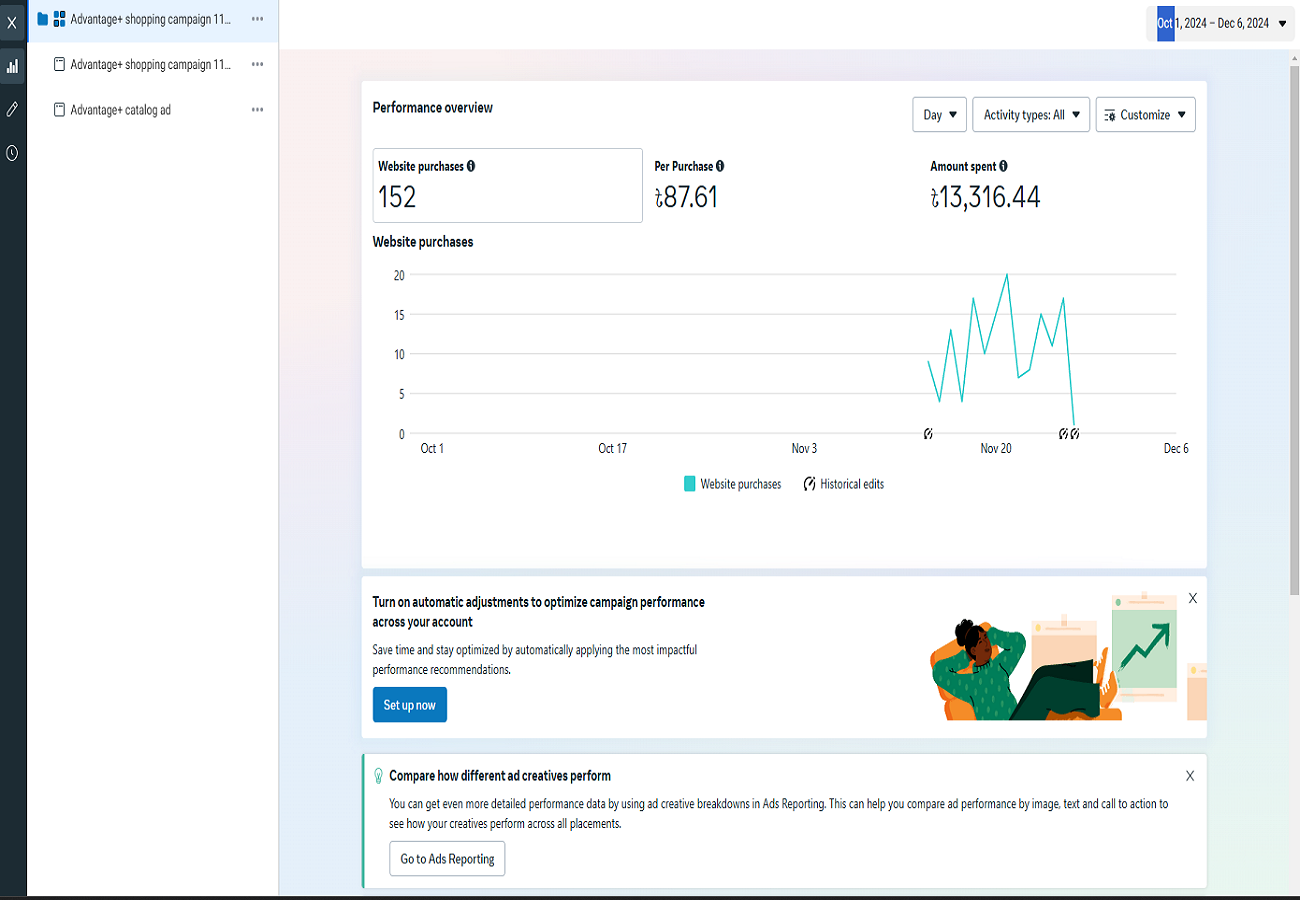 Advantage+ shopping campaign 11...
Advantage+ shopping campaign 11...
Advantage+ catalog ad
Oct 1, 2024 – Dec 6, 2024
Performance overview
Day
Activity types: All
Customize
Website purchases
152
Per Purchase
৳87.61
Amount spent
৳13,316.44
Website purchases
20
15
10
5
0
Oct 1
Oct 17
Nov 3
Nov 20
Dec 6
Website purchases
Historical edits
Turn on automatic adjustments to optimize campaign performance
across your account
Save time and stay optimized by automatically applying the most impactful
performance recommendations.
Set up now
Compare how different ad creatives perform
You can get even more detailed performance data by using ad creative breakdowns in Ads Reporting. This can help you compare ad performance by image, text and call to action to
see how your creatives perform across all placements.
Go to Ads Reporting